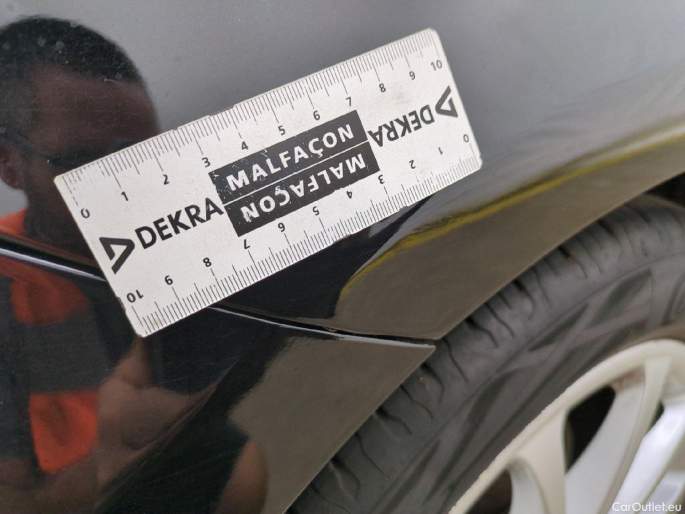 0 1 2 3 4 5 6 7 8 9 10
DEKRA MALFAÇON DEKRA
MALFAÇON
10 9 8 7 6 5 4 3 2 1 0
CarOutlet.eu